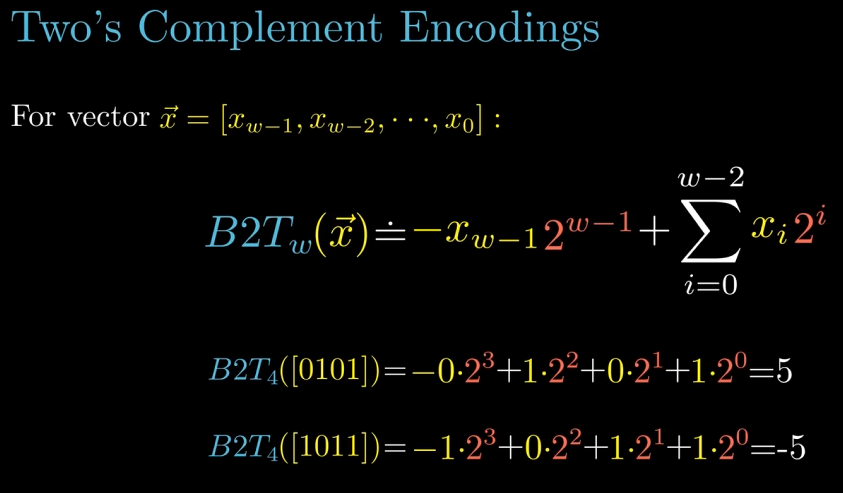 Two's Complement Encodings
For vector $\vec{x} = [x_{w-1}, x_{w-2}, \cdots, x_0]:$
$B2T_w(\vec{x}) \doteq -x_{w-1}2^{w-1} + \sum_{i=0}^{w-2} x_i 2^i$
$B2T_4([0101]) = -0 \cdot 2^3 + 1 \cdot 2^2 + 0 \cdot 2^1 + 1 \cdot 2^0 = 5$
$B2T_4([1011]) = -1 \cdot 2^3 + 0 \cdot 2^2 + 1 \cdot 2^1 + 1 \cdot 2^0 = \text{-}5$